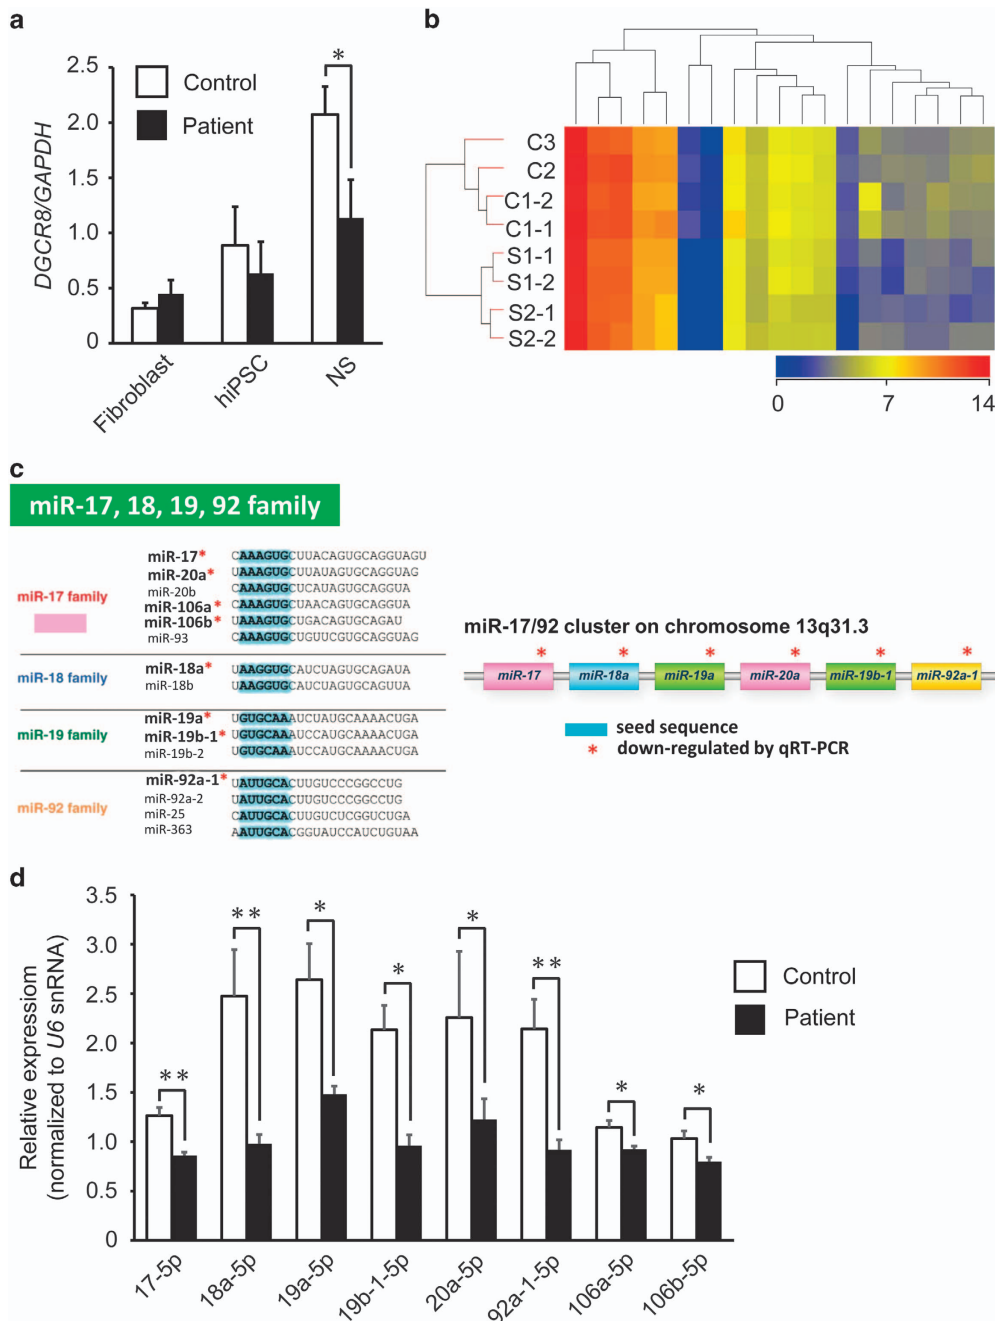 a
2.5
2.0
1.5
1.0
0.5
0
DGCR8/GAPDH
Control
Patient
*
Fibroblast
hiPSC
NS
b
C3
C2
C1-2
C1-1
S1-1
S1-2
S2-1
S2-2
0 7 14
c
miR-17, 18, 19, 92 family
miR-17 family
miR-17* CAAAGUGCUUACAGUGCAGGUAGU
miR-20a* UAAAGUGCUUAUAGUGCAGGUAG
miR-20b CAAAGUGCUCAUAGUGCAGGUA
miR-106a* CAAAGUGCUAACAGUGCAGGUA
miR-106b* UAAAGUGCUGACAGUGCAGAU
miR-93 CAAAGUGCUGUUCGUGCAGGUAG
miR-18 family
miR-18a* UAAGGUGCAUCUAGUGCAGAUA
miR-18b UAAGGUGCAUCUAGUGCAGUUA
miR-19 family
miR-19a* UGUGCAAAUCUAUGCAAAACUGA
miR-19b-1* UGUGCAAAUCCAUGCAAAACUGA
miR-19b-2 UGUGCAAAUCCAUGCAAAACUGA
miR-92 family
miR-92a-1* UAUUGCACUUGUCCCGGCCUG
miR-92a-2 UAUUGCACUUGUCCCGGCCUG
miR-25 CAUUGCACUUGUCUCGGUCUGA
miR-363 AAUUGCACGGUAUCCAUCUGUAA
miR-17/92 cluster on chromosome 13q31.3
* * * * * *
miR-17 miR-18a miR-19a miR-20a miR-19b-1 miR-92a-1
seed sequence
* down-regulated by qRT-PCR
d
Relative expressiom
(normalized to U6 snRNA)
3.5
3.0
2.5
2.0
1.5
1.0
0.5
0
** ** * * * ** * *
Control
Patient
17-5p
18a-5p
19a-5p
19b-1-5p
20a-5p
92a-1-5p
106a-5p
106b-5p